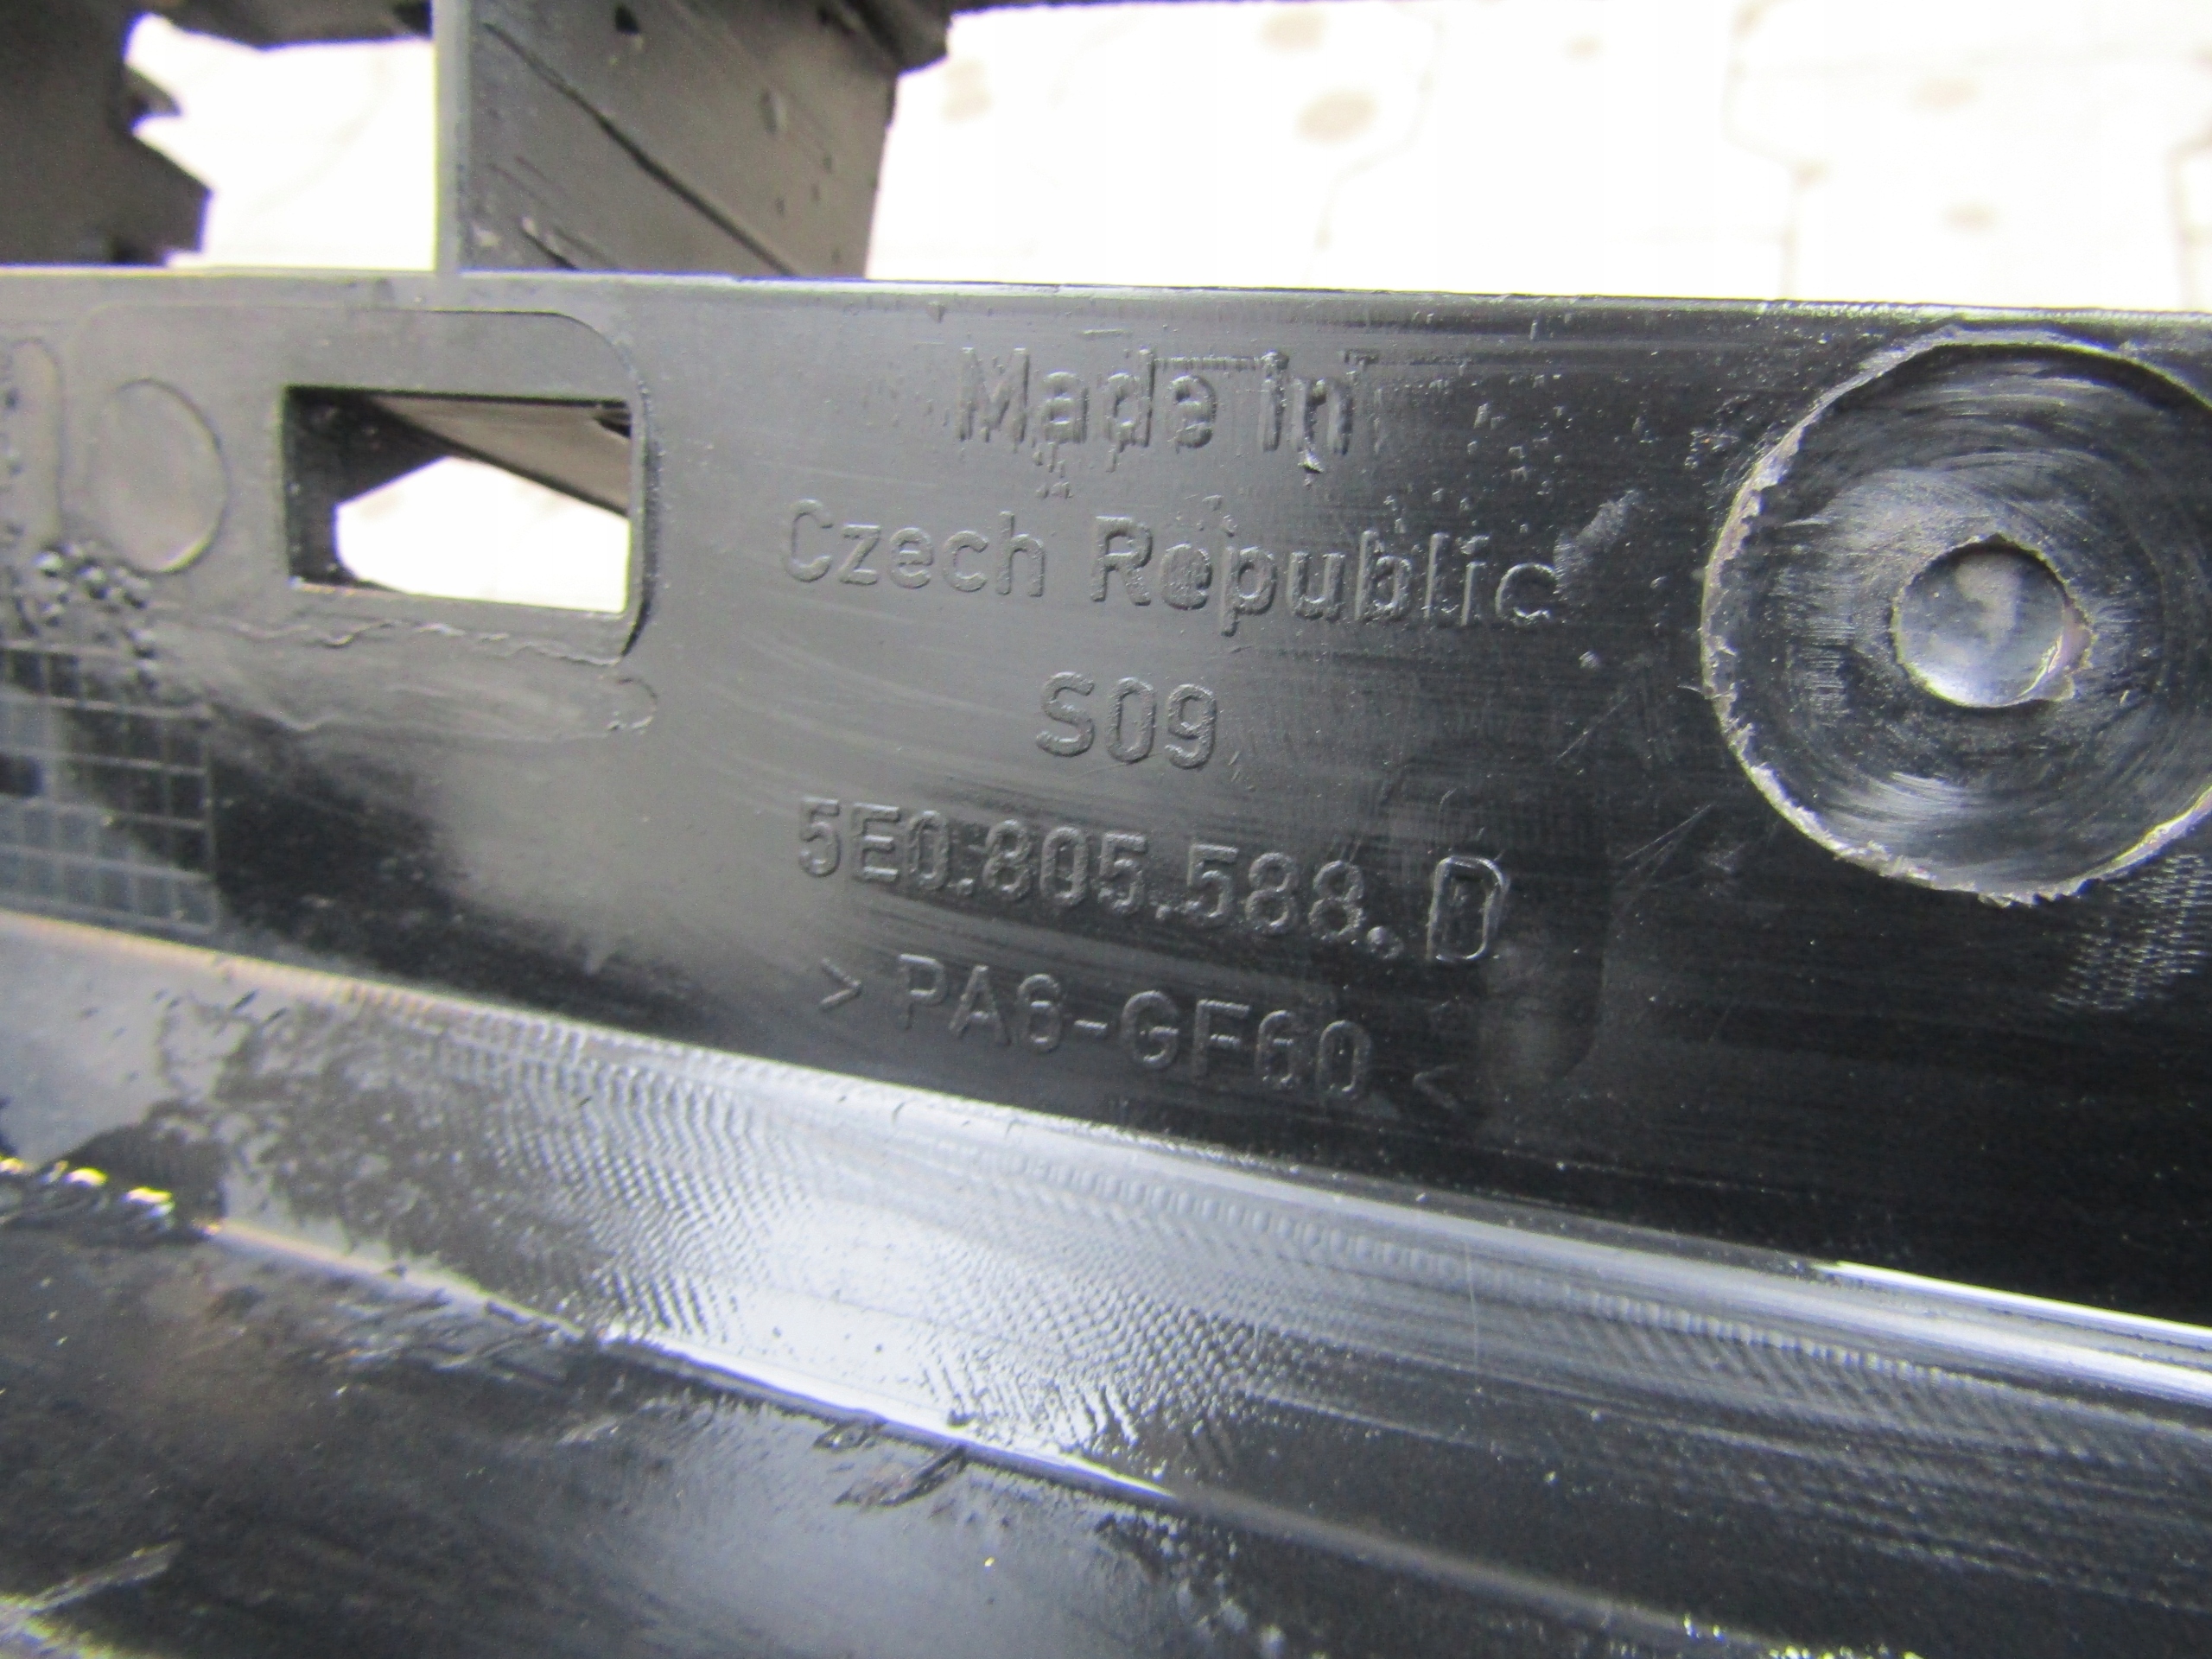 Made in
Czech Republic
S09
5E0.805.588.D
> PA6-GF60 <